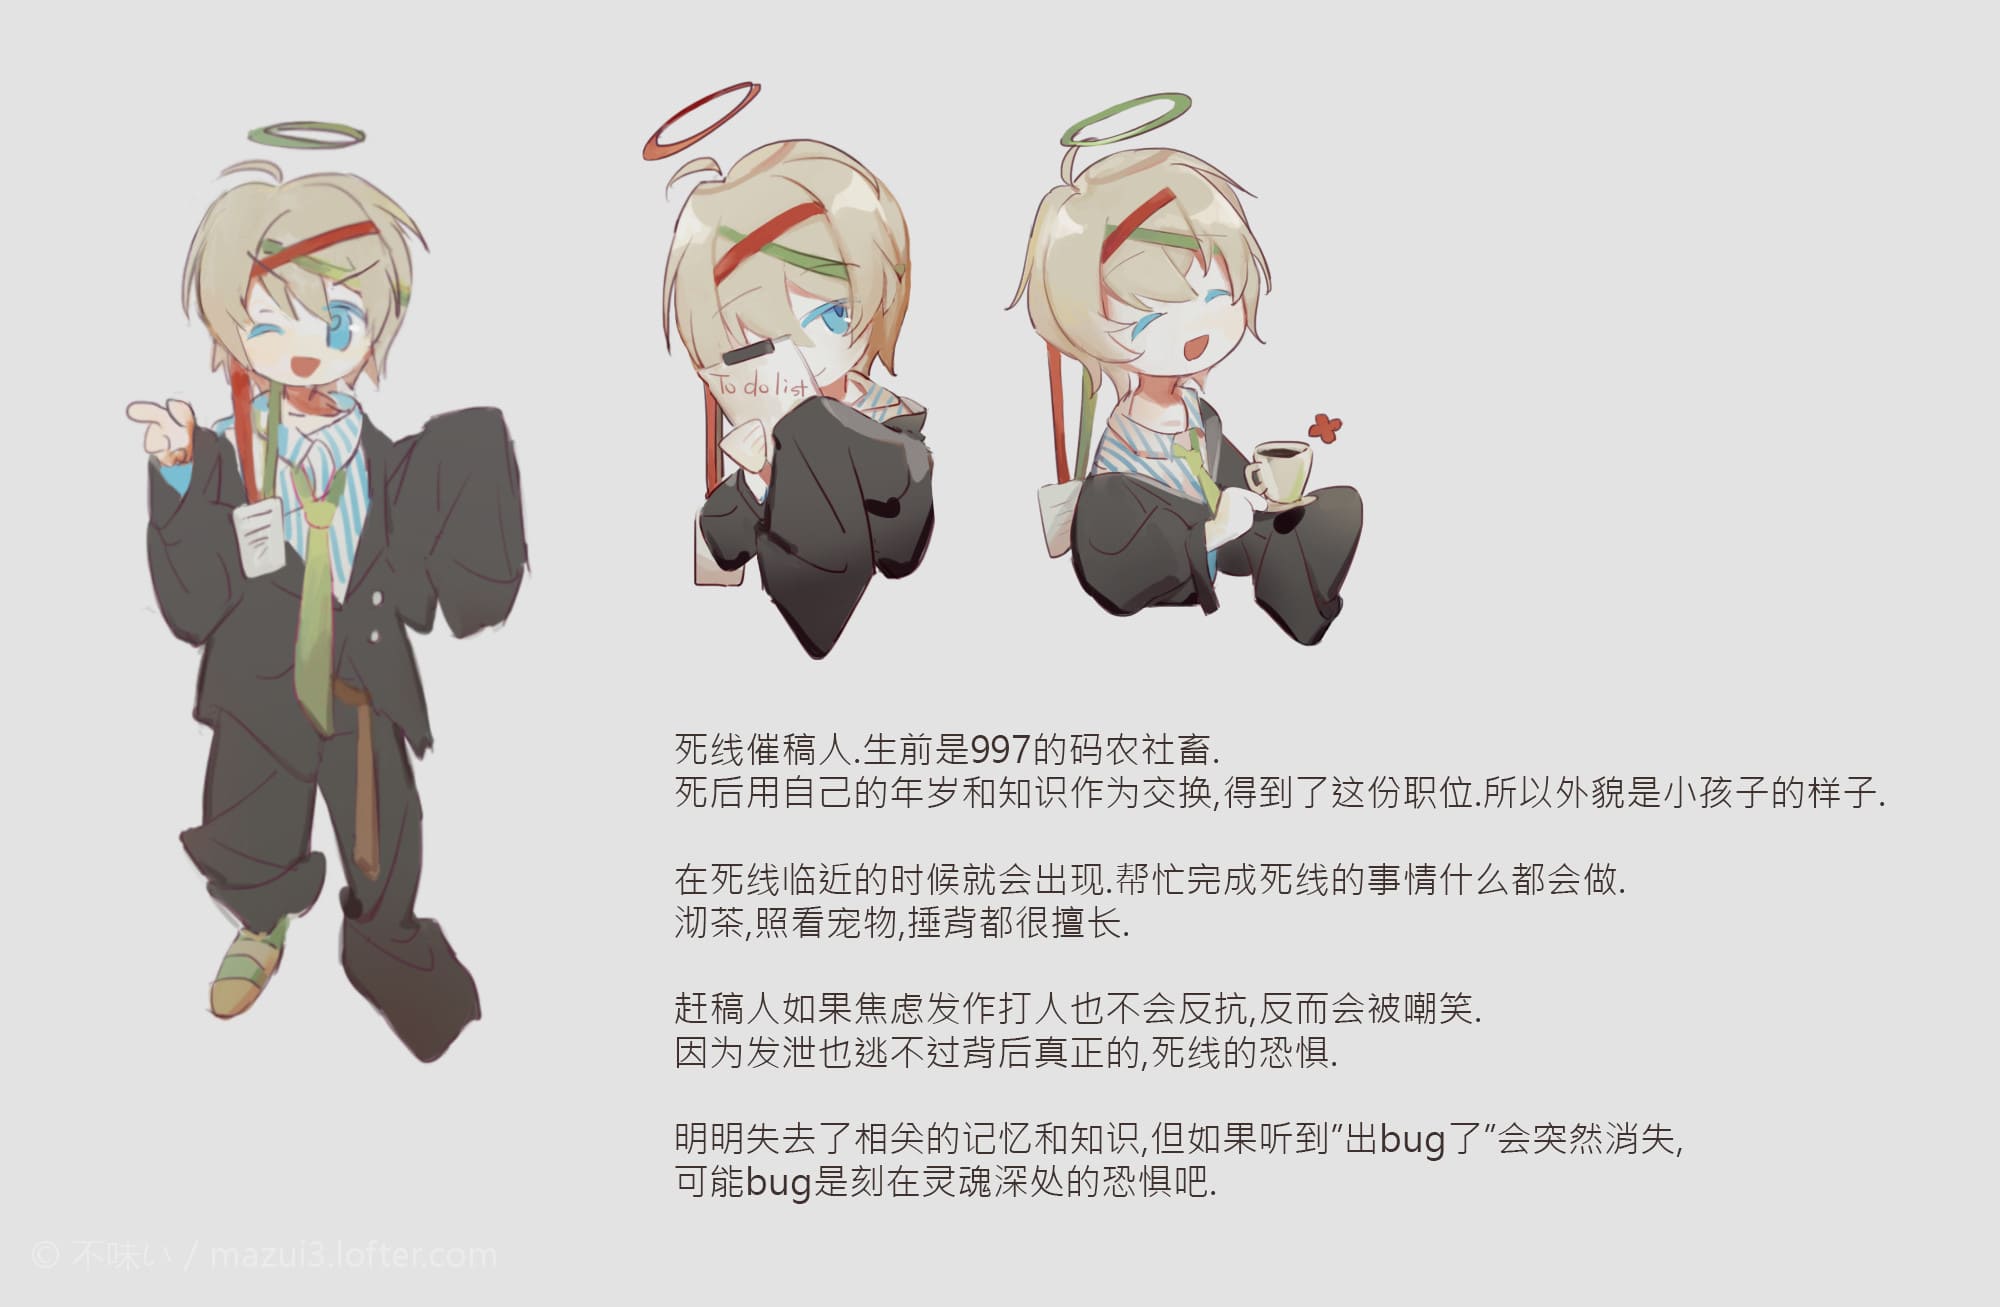 To do list
死线催稿人.生前是997的码农社畜.
死后用自己的年岁和知识作为交换,得到了这份职位.所以外貌是小孩子的样子.
在死线临近的时候就会出现.帮忙完成死线的事情什么都会做.
沏茶,照看宠物,捶背都很擅长.
赶稿人如果焦虑发作打人也不会反抗,反而会被嘲笑.
因为发泄也逃不过背后真正的,死线的恐惧.
明明失去了相关的记忆和知识,但如果听到"出bug了"会突然消失,
可能bug是刻在灵魂深处的恐惧吧.
© 不味い / mazui3.lofter.com